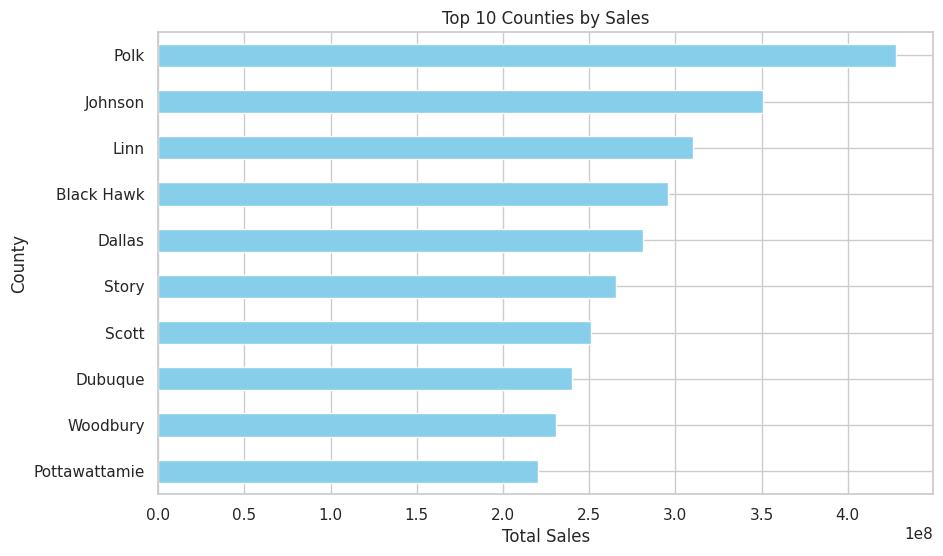 Top 10 Counties by Sales
Polk
Johnson
Linn
Black Hawk
Dallas
Story
Scott
Dubuque
Woodbury
Pottawattamie
County
0.0 0.5 1.0 1.5 2.0 2.5 3.0 3.5 4.0
1e8
Total Sales